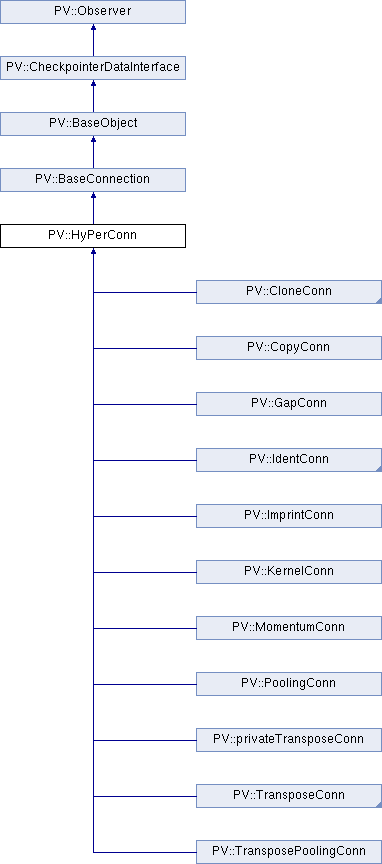 PV::Observer
PV::CheckpointerDataInterface
PV::BaseObject
PV::BaseConnection
PV::HyPerConn
PV::CloneConn
PV::CopyConn
PV::GapConn
PV::IdentConn
PV::ImprintConn
PV::KernelConn
PV::MomentumConn
PV::PoolingConn
PV::privateTransposeConn
PV::TransposeConn
PV::TransposePoolingConn